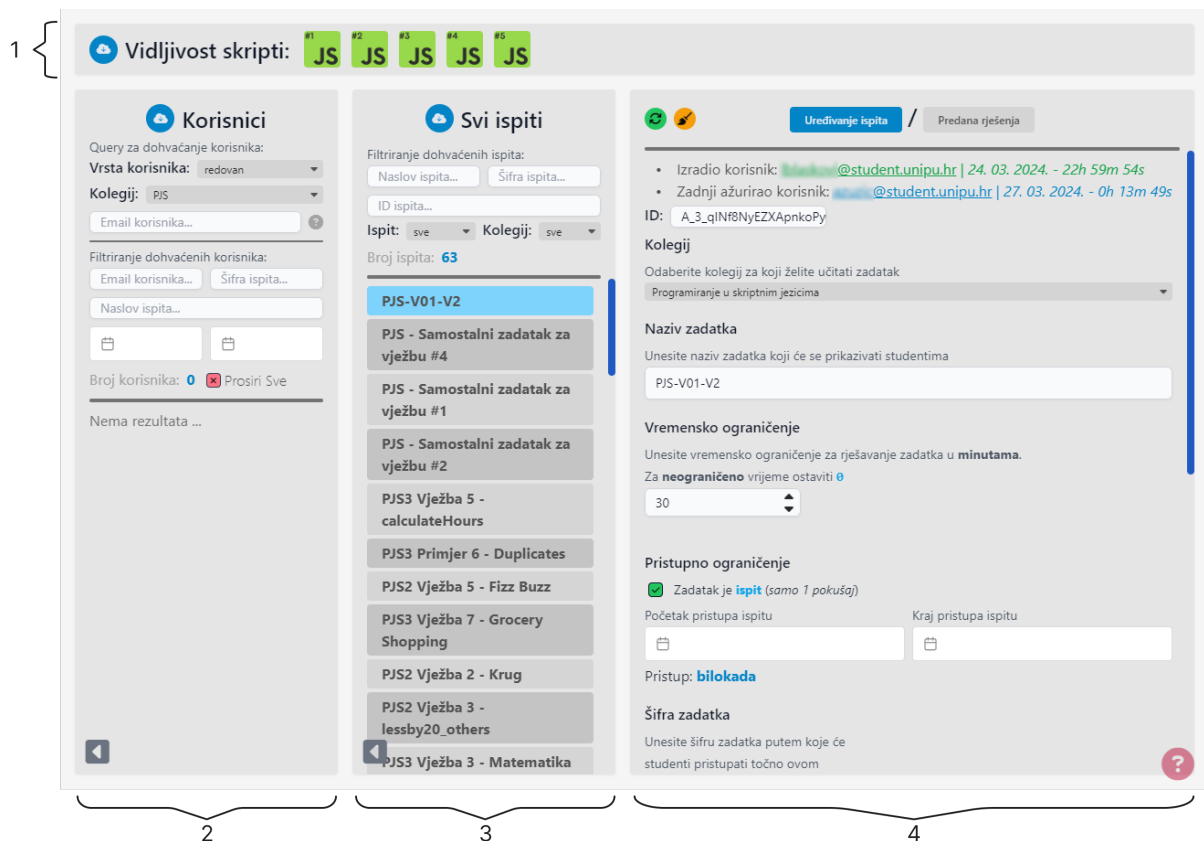 1
Vidljivost skripti:
#1 JS #2 JS #3 JS #4 JS #5 JS
Korisnici
Query za dohvaćanje korisnika:
Vrsta korisnika: redovan
Kolegij: PJS
Email korisnika... ?
Filtriranje dohvaćenih korisnika:
Email korisnika... Šifra ispita...
Naslov ispita...
Broj korisnika: 0 Prosiri Sve
Nema rezultata ...
2
Svi ispiti
Filtriranje dohvaćenih ispita:
Naslov ispita... Šifra ispita...
ID ispita...
Ispit: sve Kolegij: sve
Broj ispita: 63
PJS-V01-V2
PJS - Samostalni zadatak za
vježbu #4
PJS - Samostalni zadatak za
vježbu #1
PJS - Samostalni zadatak za
vježbu #2
PJS3 Vježba 5 -
calculateHours
PJS3 Primjer 6 - Duplicates
PJS2 Vježba 5 - Fizz Buzz
PJS3 Vježba 7 - Grocery
Shopping
PJS2 Vježba 2 - Krug
PJS2 Vježba 3 -
lessby20_others
PJS3 Vježba 3 - Matematika
3
Uređivanje ispita / Predana rješenja
Izradio korisnik: @student.unipu.hr | 24. 03. 2024. - 22h 59m 54s
Zadnji ažurirao korisnik: @student.unipu.hr | 27. 03. 2024. - 0h 13m 49s
ID: A_3_qINf8NyEZXApnkoPy
Kolegij
Odaberite kolegij za koji želite učitati zadatak
Programiranje u skriptnim jezicima
Naziv zadatka
Unesite naziv zadatka koji će se prikazivati studentima
PJS-V01-V2
Vremensko ograničenje
Unesite vremensko ograničenje za rješavanje zadatka u minutama.
Za neograničeno vrijeme ostaviti 0
30
Pristupno ograničenje
Zadatak je ispit (samo 1 pokušaj)
Početak pristupa ispitu Kraj pristupa ispitu
Pristup: bilokada
Šifra zadatka
Unesite šifru zadatka putem koje će
studenti pristupati točno ovom
?
4